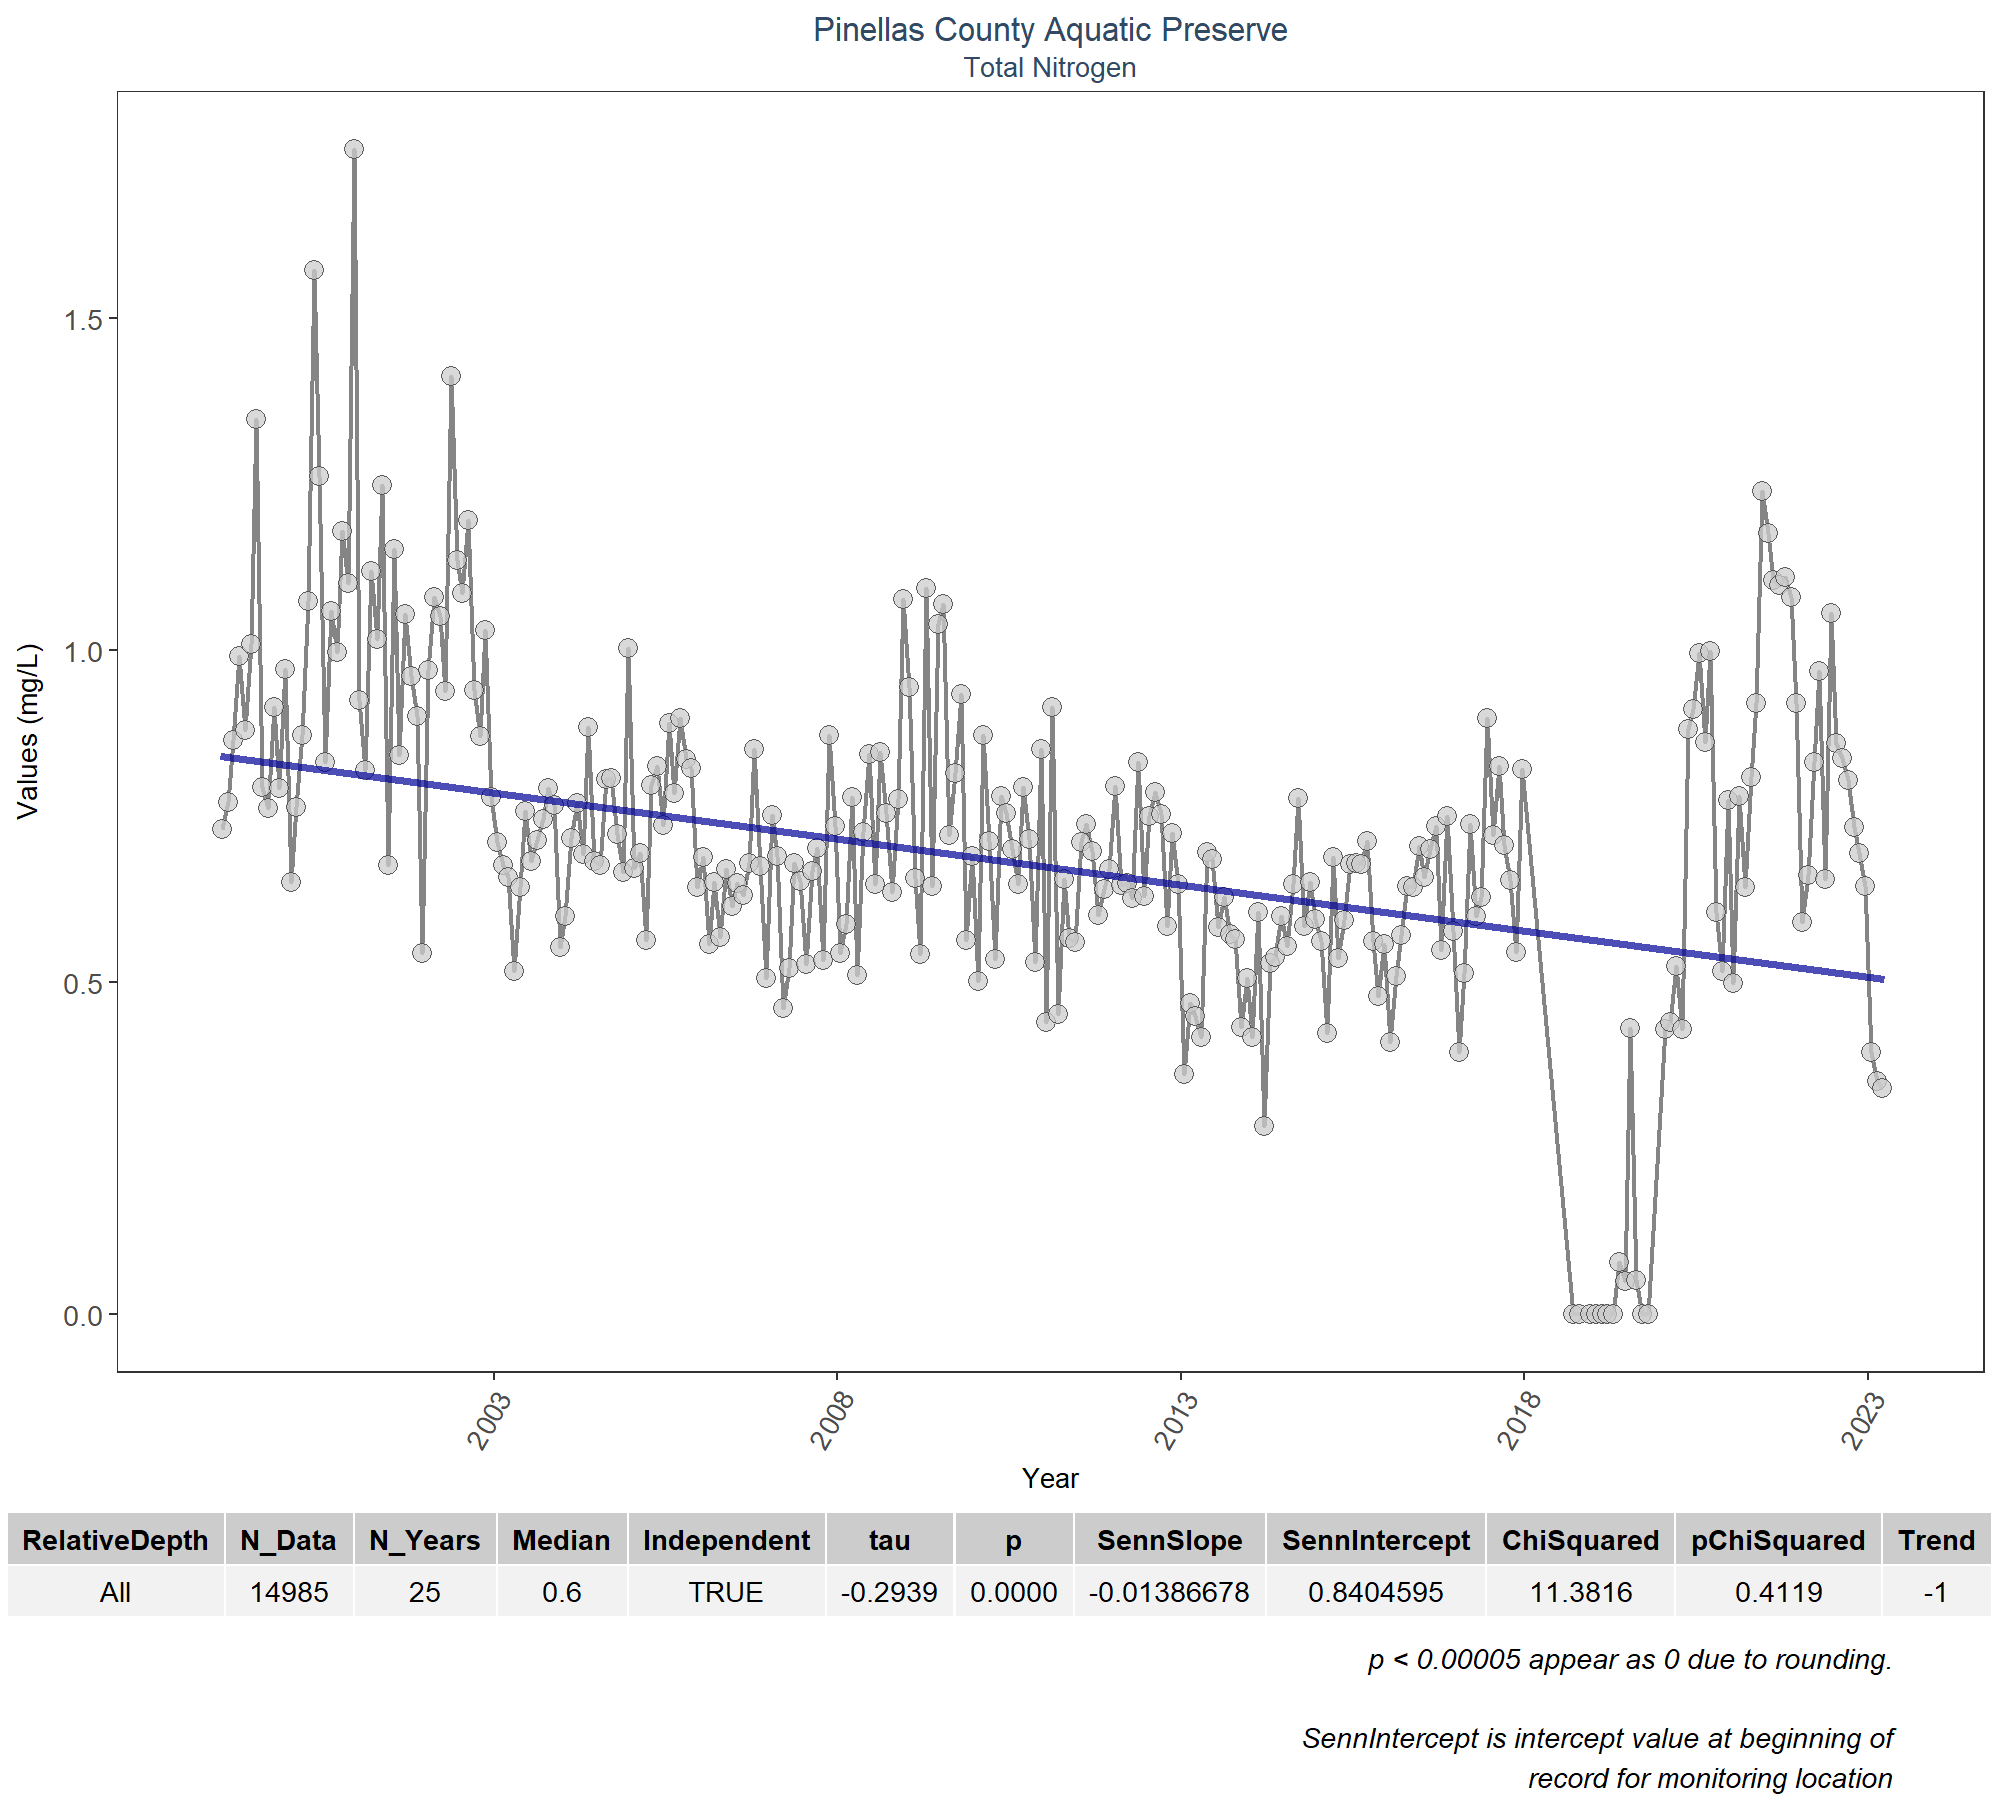 Pinellas County Aquatic Preserve
Total Nitrogen
Values (mg/L)
1.5
1.0
0.5
0.0
2003 2008 2013 2018 2023
Year
RelativeDepth N_Data N_Years Median Independent tau p SennSlope SennIntercept ChiSquared pChiSquared Trend
All 14985 25 0.6 TRUE -0.2939 0.0000 -0.01386678 0.8404595 11.3816 0.4119 -1
p < 0.00005 appear as 0 due to rounding.
SennIntercept is intercept value at beginning of
record for monitoring location